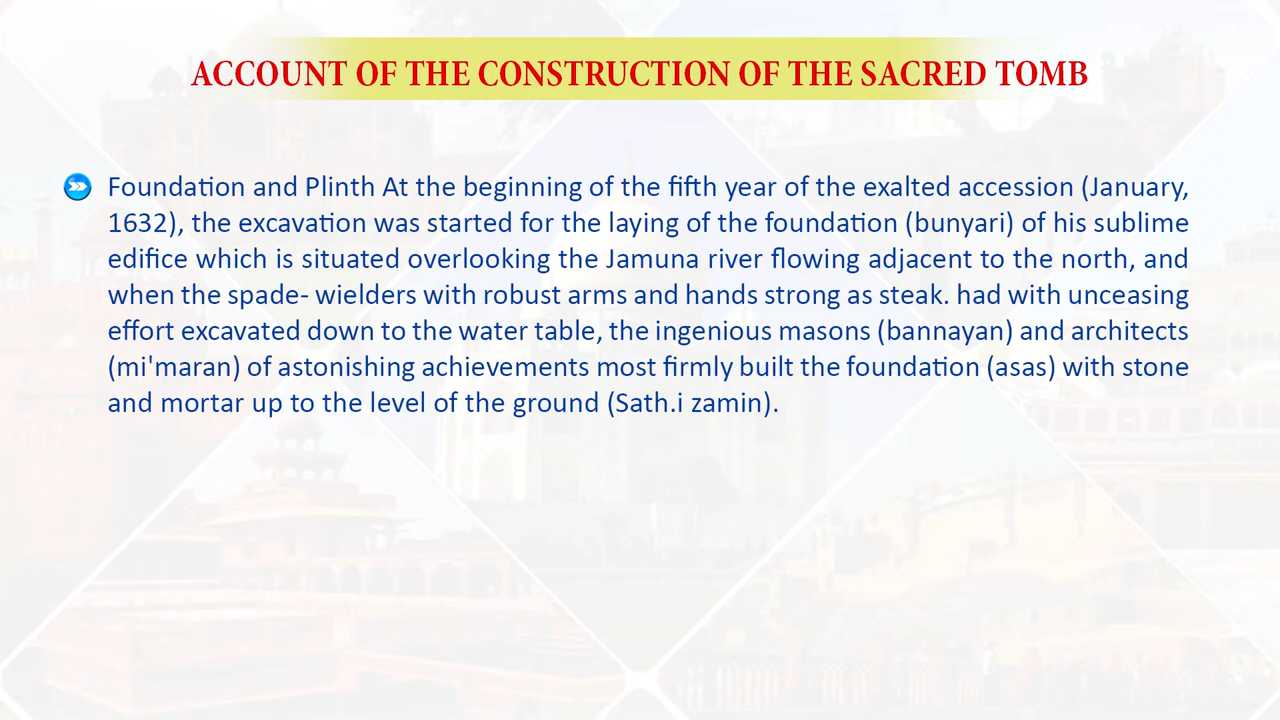 ACCOUNT OF THE CONSTRUCTION OF THE SACRED TOMB
Foundation and Plinth At the beginning of the fifth year of the exalted accession (January,
1632), the excavation was started for the laying of the foundation (bunyari) of his sublime
edifice which is situated overlooking the Jamuna river flowing adjacent to the north, and
when the spade- wielders with robust arms and hands strong as steak. had with unceasing
effort excavated down to the water table, the ingenious masons (bannayan) and architects
(mi'maran) of astonishing achievements most firmly built the foundation (asas) with stone
and mortar up to the level of the ground (Sath.i zamin).